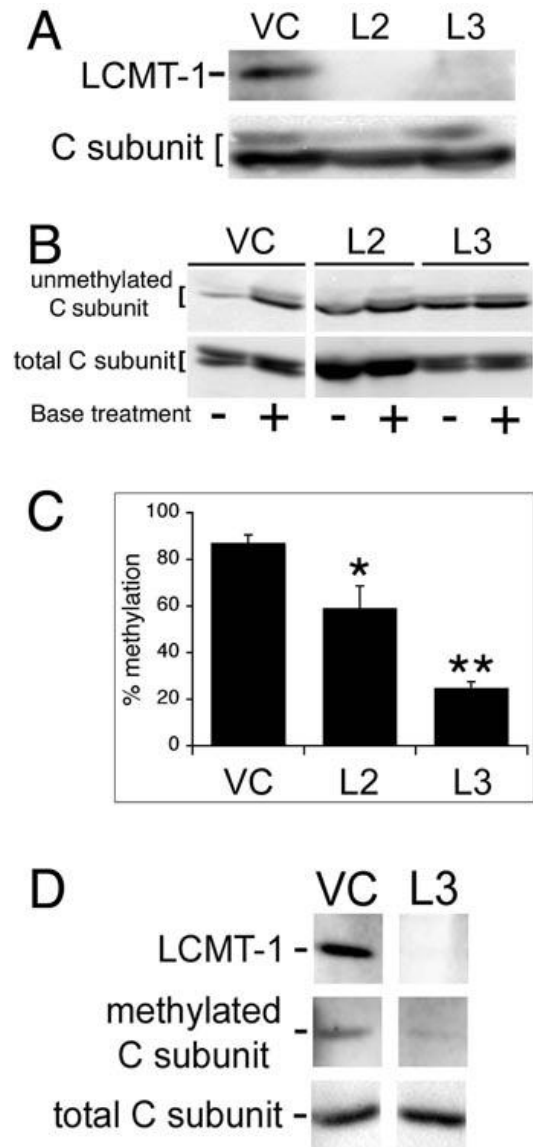 A
VC L2 L3
LCMT-1
C subunit [
B
VC L2 L3
unmethylated
C subunit [
total C subunit [
Base treatment - + - + - +
C
100
80
60
40
20
0
% methylation
*
**
VC L2 L3
D
VC L3
LCMT-1
methylated
C subunit
total C subunit